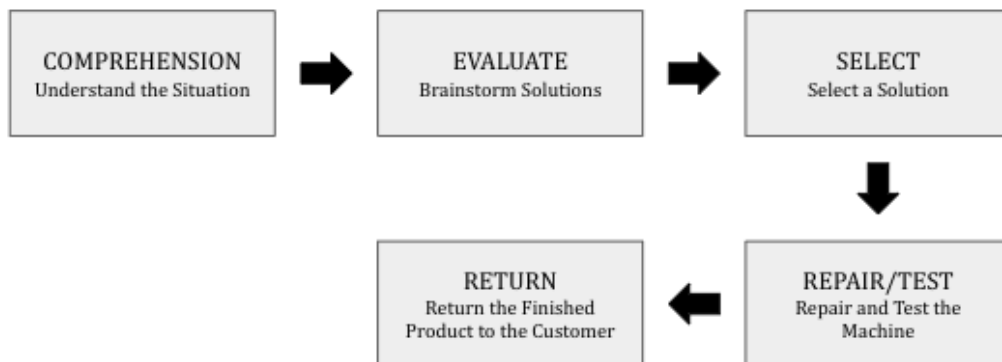 COMPREHENSION
Understand the Situation
EVALUATE
Brainstorm Solutions
SELECT
Select a Solution
REPAIR/TEST
Repair and Test the
Machine
RETURN
Return the Finished
Product to the Customer